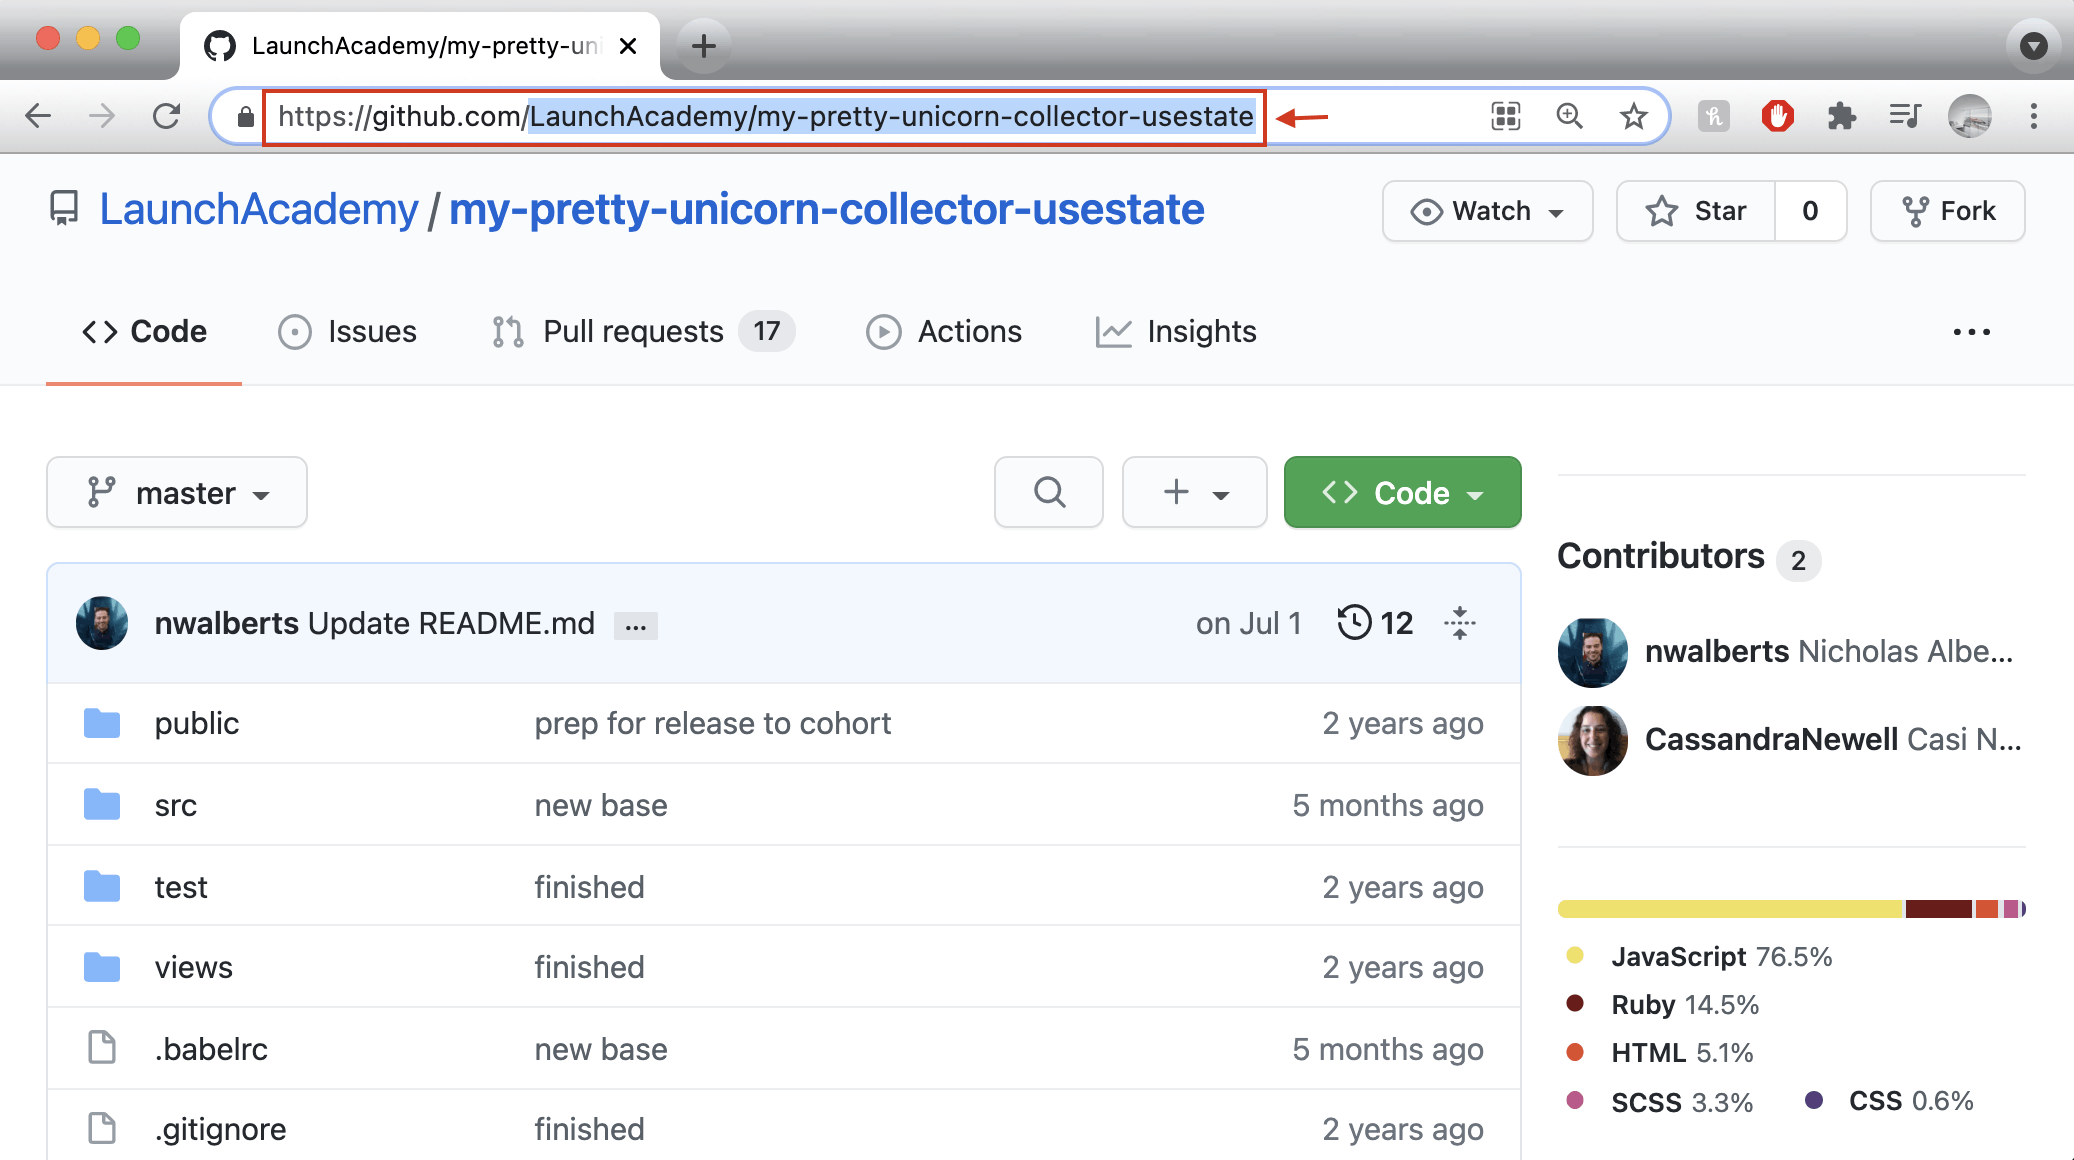 LaunchAcademy/my-pretty-uni
https://github.com/LaunchAcademy/my-pretty-unicorn-collector-usestate
LaunchAcademy / my-pretty-unicorn-collector-usestate
Watch
Star 0
Fork
Code
Issues
Pull requests 17
Actions
Insights
master
Code
nwalberts Update README.md ...
on Jul 1
12
public prep for release to cohort 2 years ago
src new base 5 months ago
test finished 2 years ago
views finished 2 years ago
.babelrc new base 5 months ago
.gitignore finished 2 years ago
Contributors 2
nwalberts Nicholas Albe...
CassandraNewell Casi N...
JavaScript 76.5%
Ruby 14.5%
HTML 5.1%
SCSS 3.3% CSS 0.6%